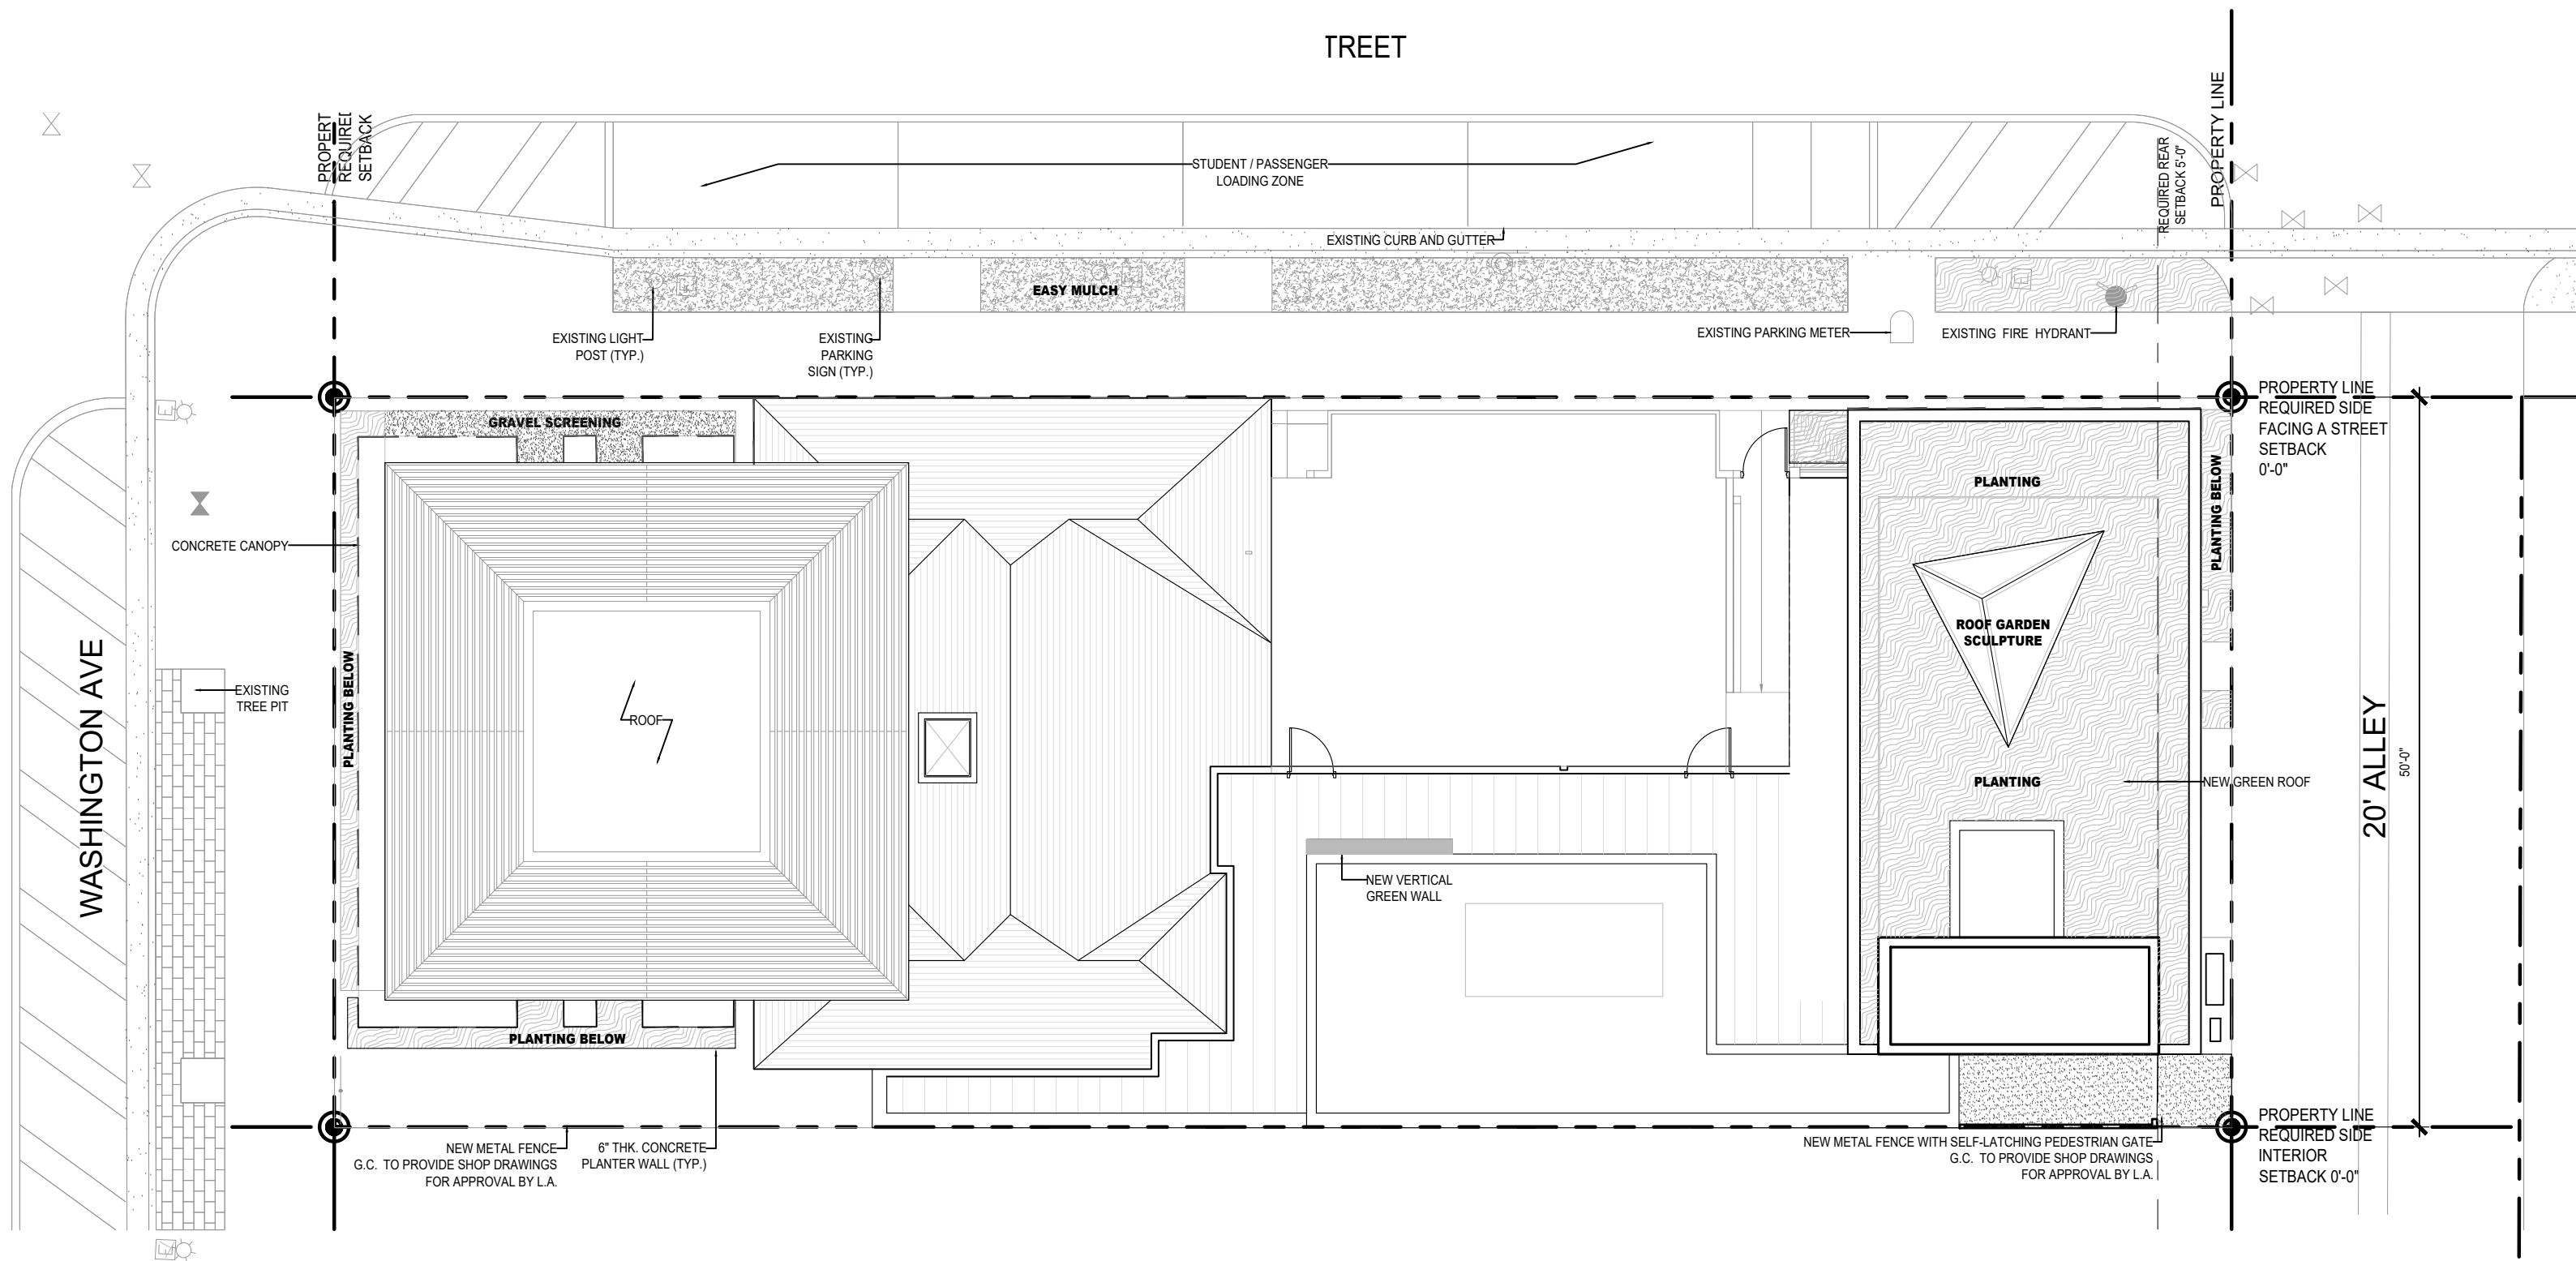 TREET
PROPERT
REQUIRED
SETBACK
STUDENT / PASSENGER
LOADING ZONE
REQUIRED REAR
SETBACK 5'-0"
PROPERTY LINE
EXISTING CURB AND GUTTER
EASY MULCH
EXISTING LIGHT
POST (TYP.)
EXISTING
PARKING
SIGN (TYP.)
EXISTING PARKING METER
EXISTING FIRE HYDRANT
PROPERTY LINE
REQUIRED SIDE
FACING A STREET
SETBACK
0'-0"
GRAVEL SCREENING
PLANTING
PLANTING BELOW
CONCRETE CANOPY
ROOF GARDEN
SCULPTURE
WASHINGTON AVE
EXISTING
TREE PIT
PLANTING BELOW
ROOF
PLANTING
NEW GREEN ROOF
20' ALLEY
50'-0"
NEW VERTICAL
GREEN WALL
PLANTING BELOW
NEW METAL FENCE
G.C. TO PROVIDE SHOP DRAWINGS
FOR APPROVAL BY L.A.
6" THK. CONCRETE
PLANTER WALL (TYP.)
NEW METAL FENCE WITH SELF-LATCHING PEDESTRIAN GATE
G.C. TO PROVIDE SHOP DRAWINGS
FOR APPROVAL BY L.A.
PROPERTY LINE
REQUIRED SIDE
INTERIOR
SETBACK 0'-0"